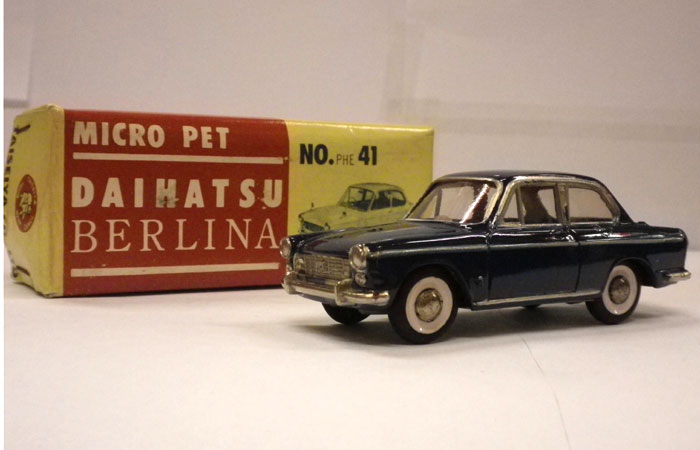 MICRO PET
DAIHATSU
BERLINA
NO. PHE 41